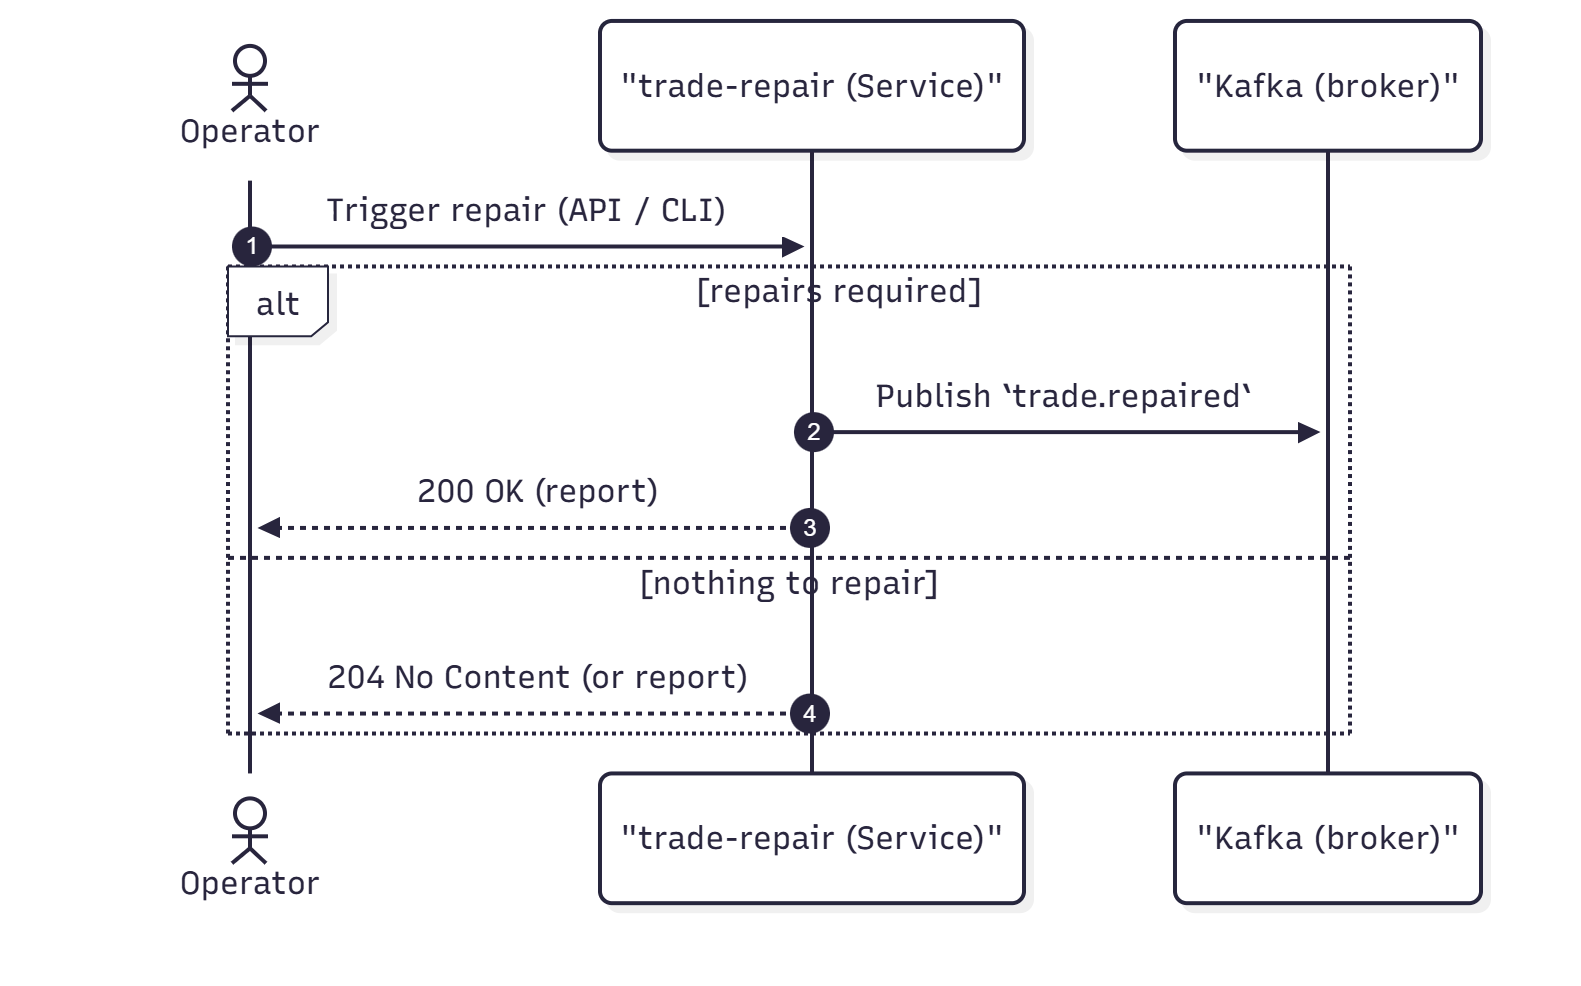 Operator
"trade-repair (Service)"
"Kafka (broker)"
Trigger repair (API / CLI)
1
alt
[repairs required]
Publish `trade.repaired`
2
200 OK (report)
3
[nothing to repair]
204 No Content (or report)
4
Operator
"trade-repair (Service)"
"Kafka (broker)"